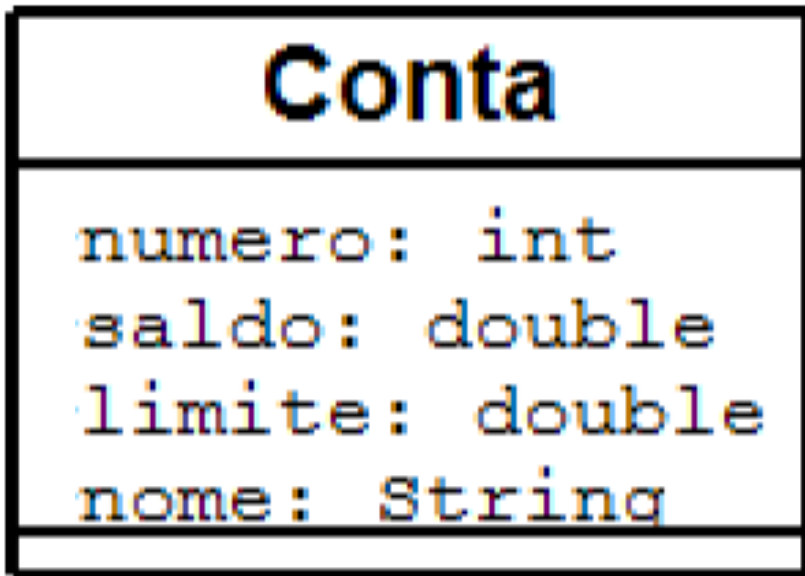 Conta
numero: int
saldo: double
limite: double
nome: String